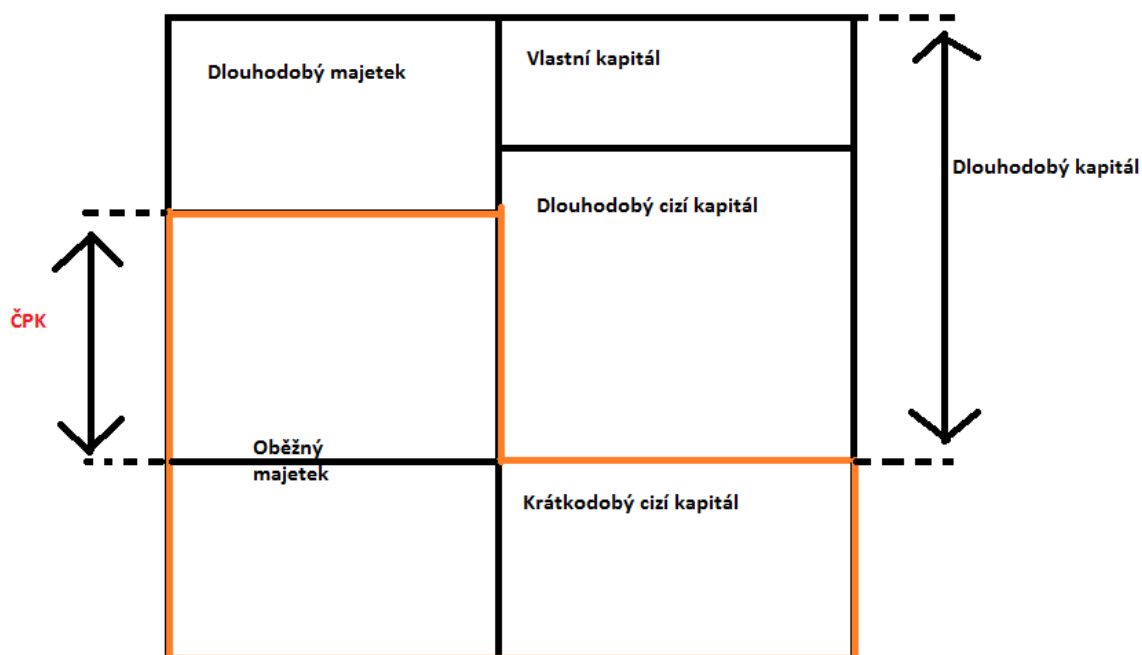 Dlouhodobý majetek
Vlastní kapitál
Dlouhodobý kapitál
Dlouhodobý cizí kapitál
ČPK
Oběžný
majetek
Krátkodobý cizí kapitál